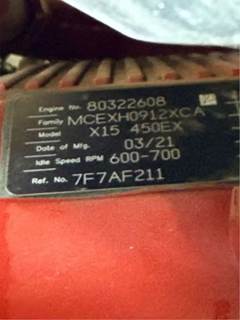 Engine No. 80322608
Family MCEXH0912XCA
Model X15 450EX
Date of Mfg. 03/21
Idle Speed RPM 600-700
Ref. No. 7F7AF211